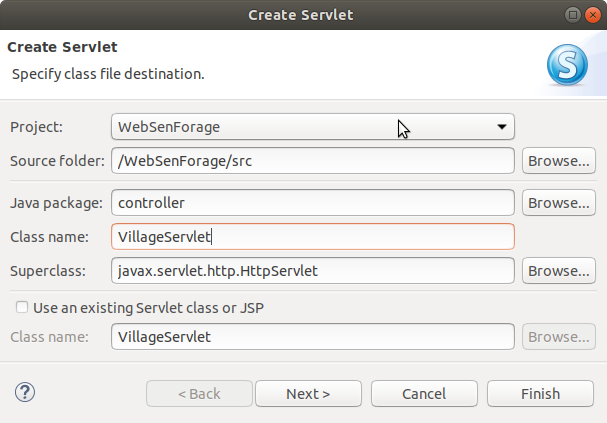 Create Servlet
Create Servlet
Specify class file destination.
S
Project: WebSenForage
Source folder: /WebSenForage/src Browse...
Java package: controller Browse...
Class name: VillageServlet
Superclass: javax.servlet.http.HttpServlet Browse...
Use an existing Servlet class or JSP
Class name: VillageServlet Browse...
? < Back Next > Cancel Finish